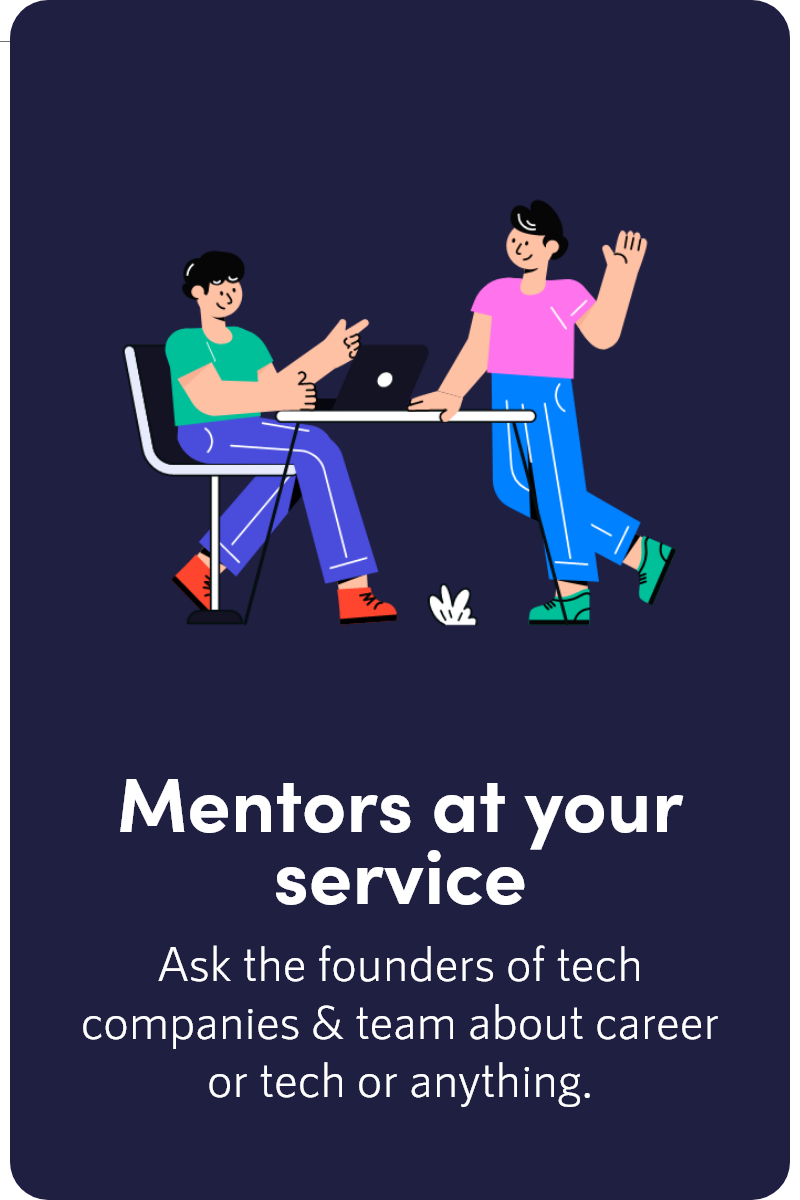 Mentors at your
service
Ask the founders of tech
companies & team about career
or tech or anything.